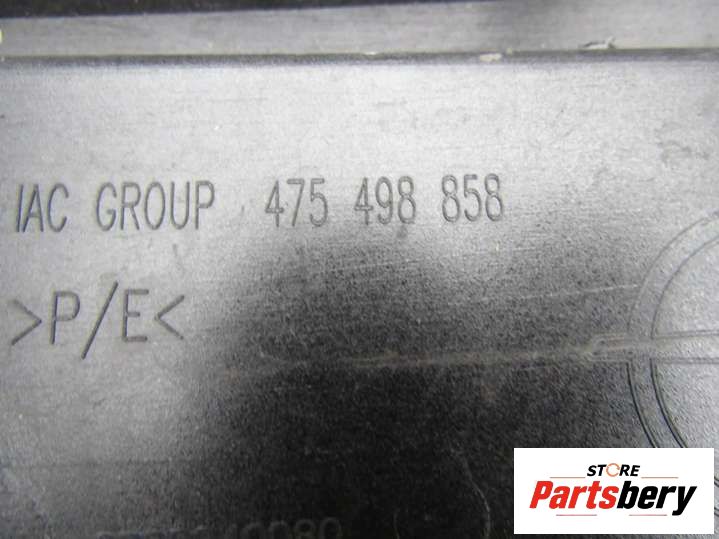 IAC GROUP 475 498 858
>P/E<
STORE
Partsbery